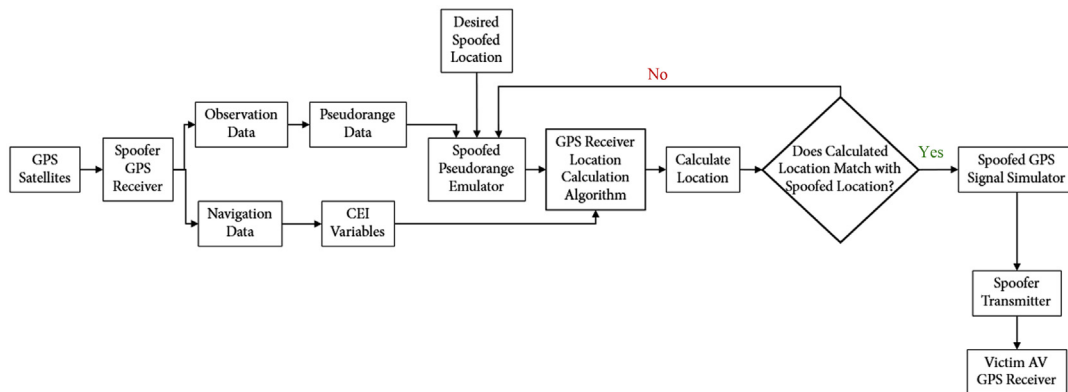 Desired
Spoofed
Location
No
Observation
Data
Pseudorange
Data
GPS
Satellites
Spoofer
GPS
Receiver
Spoofed
Pseudorange
Emulator
GPS Receiver
Location
Calculation
Algorithm
Calculate
Location
Does Calculated
Location Match with
Spoofed Location?
Yes
Spoofed GPS
Signal Simulator
Navigation
Data
CEI
Variables
Spoofer
Transmitter
Victim AV
GPS Receiver